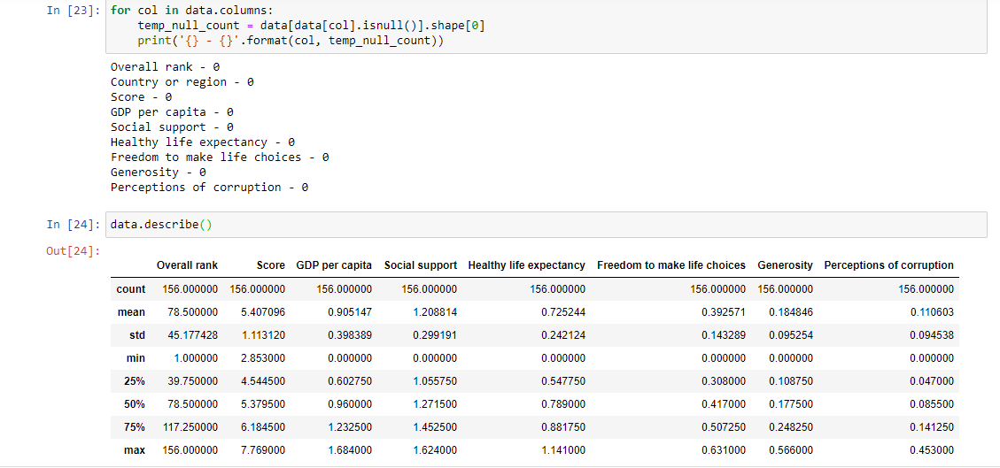 In [23]: for col in data.columns:
    temp_null_count = data[data[col].isnull()].shape[0]
    print('{} - {}'.format(col, temp_null_count))
Overall rank - 0
Country or region - 0
Score - 0
GDP per capita - 0
Social support - 0
Healthy life expectancy - 0
Freedom to make life choices - 0
Generosity - 0
Perceptions of corruption - 0
In [24]: data.describe()
Out[24]:
Overall rank Score GDP per capita Social support Healthy life expectancy Freedom to make life choices Generosity Perceptions of corruption
count 156.000000 156.000000 156.000000 156.000000 156.000000 156.000000 156.000000 156.000000
mean 78.500000 5.407096 0.905147 1.208814 0.725244 0.392571 0.184846 0.110603
std 45.177428 1.113120 0.398389 0.299191 0.242124 0.143289 0.095254 0.094538
min 1.000000 2.853000 0.000000 0.000000 0.000000 0.000000 0.000000 0.000000
25% 39.750000 4.544500 0.602750 1.055750 0.547750 0.308000 0.108750 0.047000
50% 78.500000 5.379500 0.960000 1.271500 0.789000 0.417000 0.177500 0.085500
75% 117.250000 6.184500 1.232500 1.452500 0.881750 0.507250 0.248250 0.141250
max 156.000000 7.769000 1.684000 1.624000 1.141000 0.631000 0.566000 0.453000